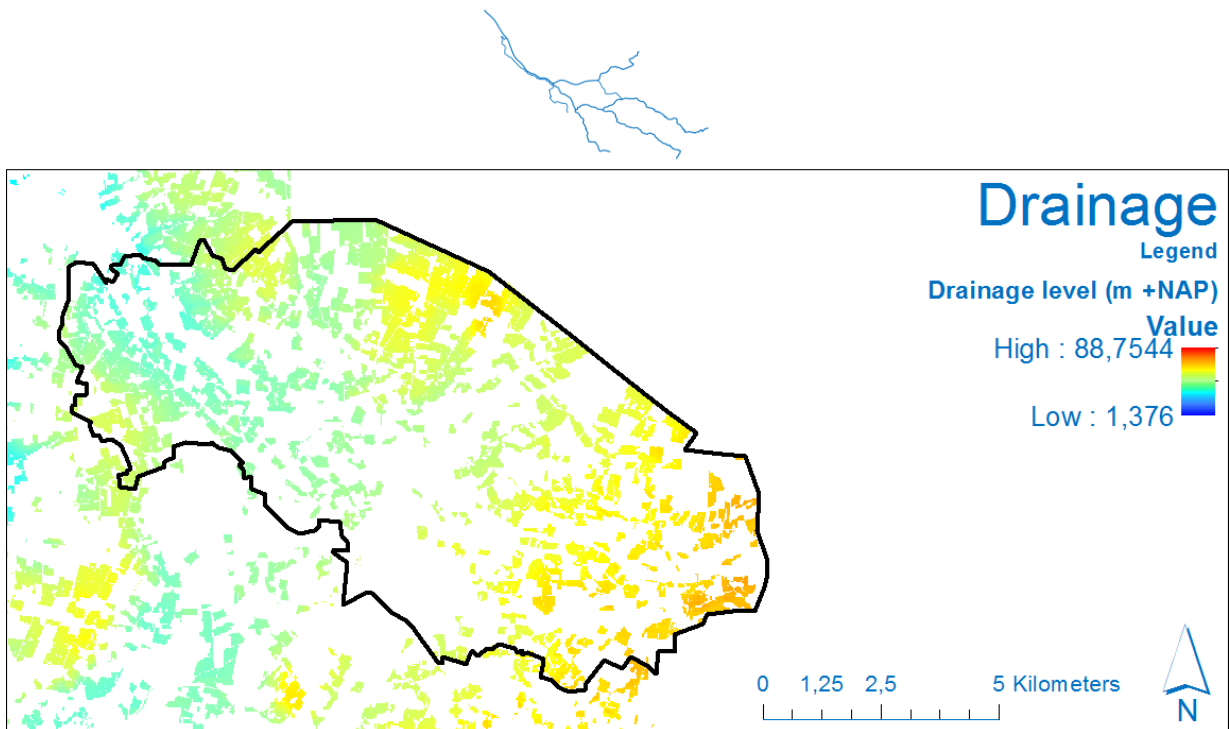 Drainage
Legend
Drainage level (m +NAP)
Value
High : 88,7544
Low : 1,376
0 1,25 2,5 5 Kilometers
N